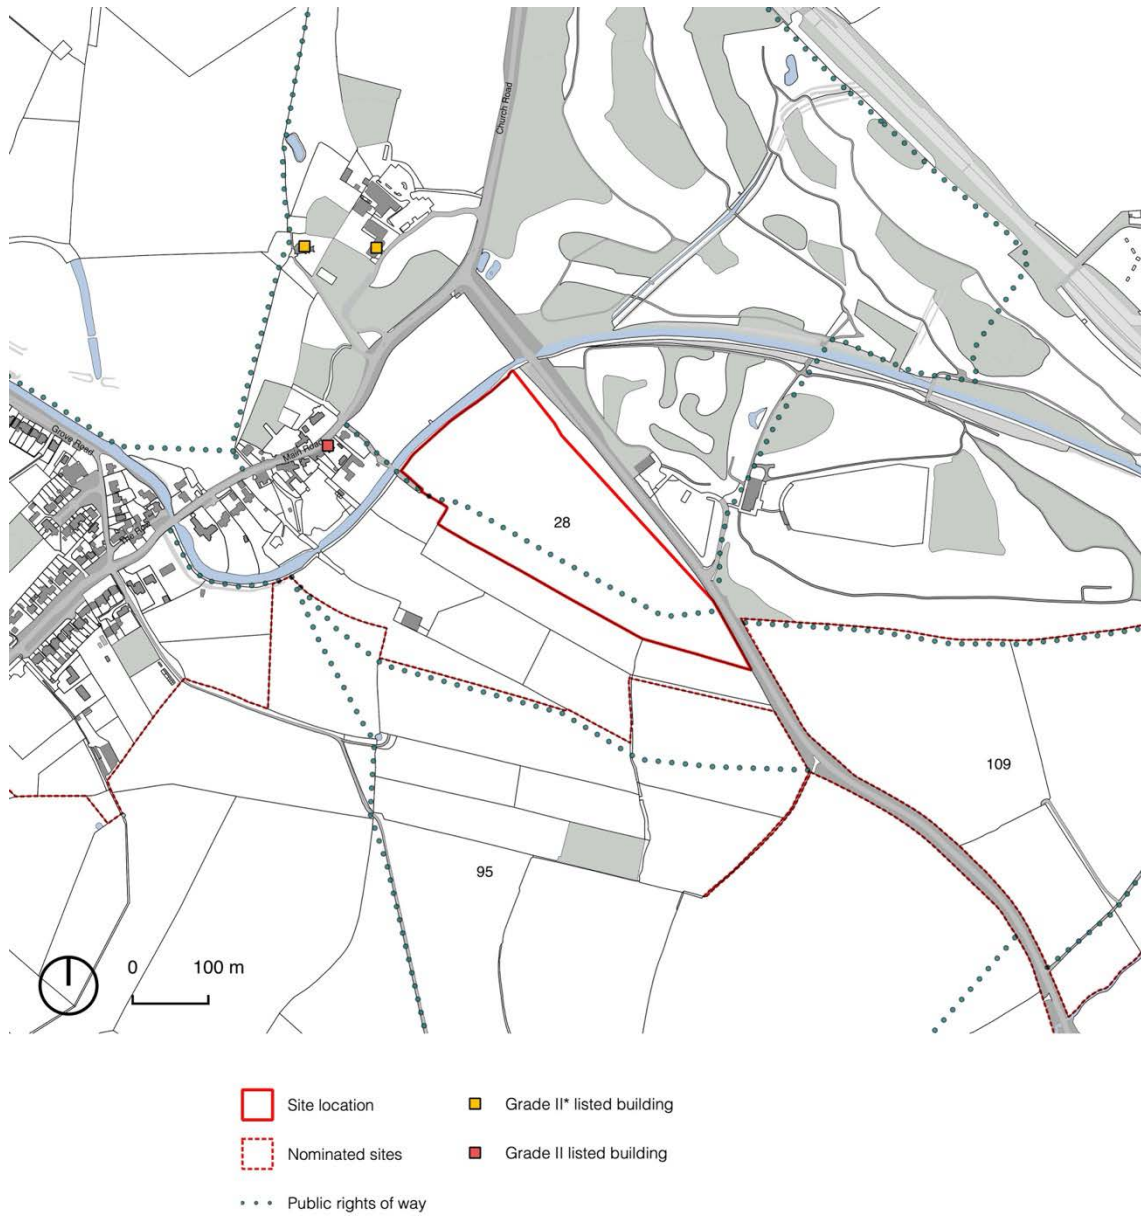 Church Road
Grove Road
Main Road
28
109
95
0 100 m
Site location
Grade II* listed building
Nominated sites
Grade II listed building
Public rights of way